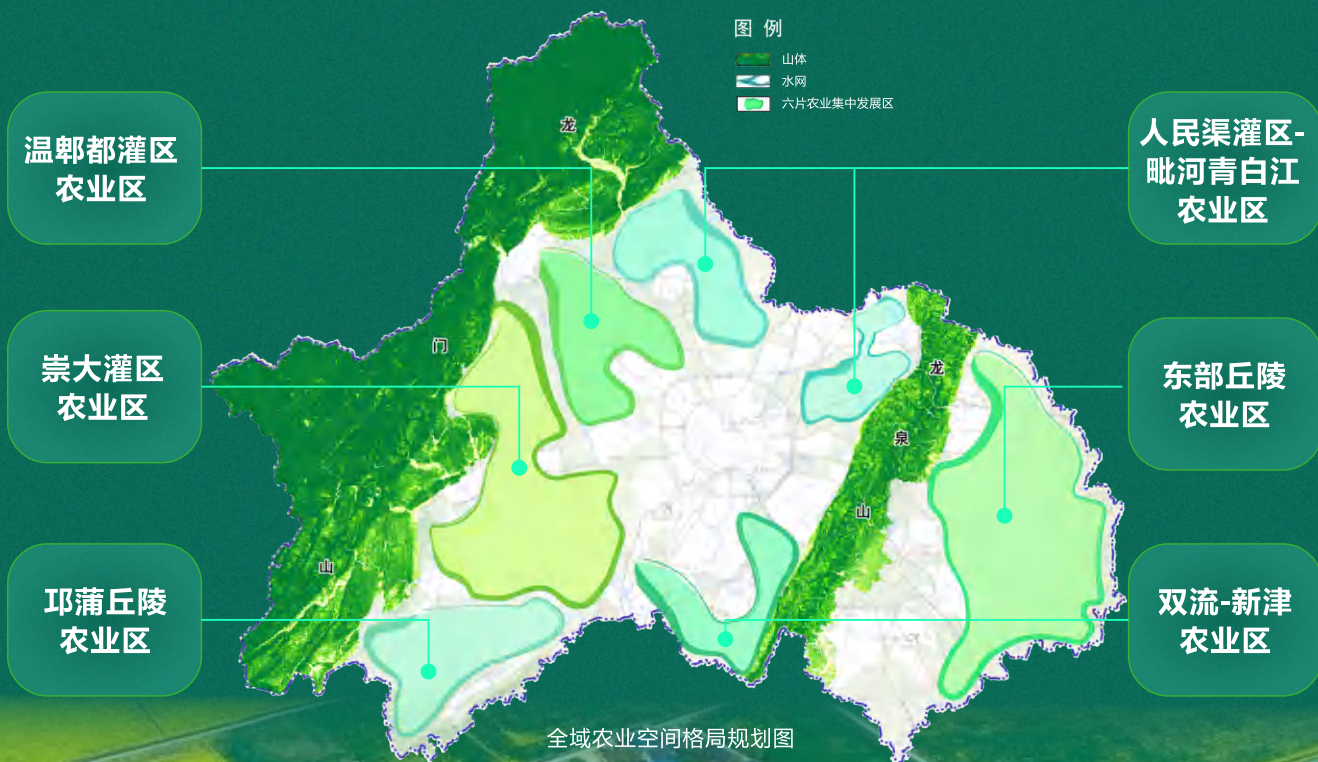 图 例
山体
水网
六片农业集中发展区
温郫都灌区
农业区
崇大灌区
农业区
邛蒲丘陵
农业区
人民渠灌区-
毗河青白江
农业区
东部丘陵
农业区
双流-新津
农业区
龙
门
山
龙
泉
山
全域农业空间格局规划图